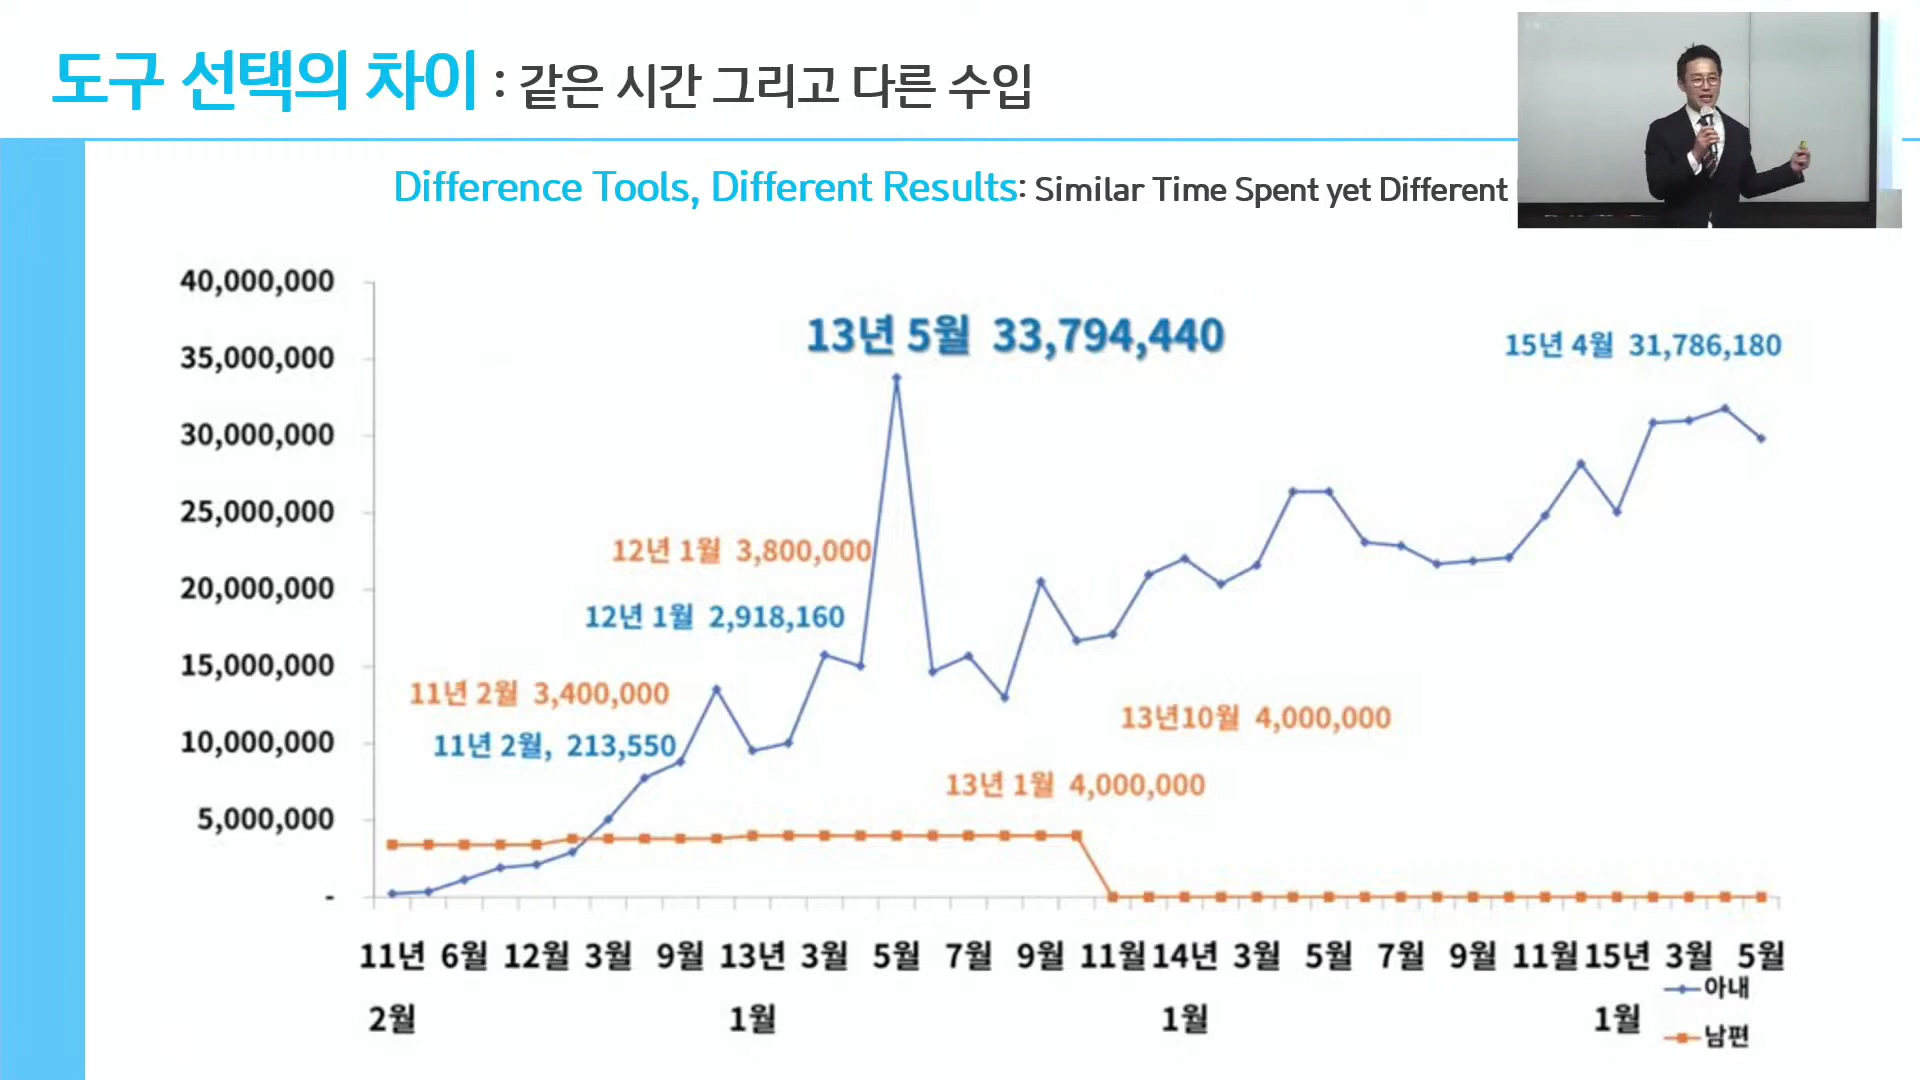 도구 선택의 차이 : 같은 시간 그리고 다른 수입
Difference Tools, Different Results: Similar Time Spent yet Different
40,000,000
35,000,000
30,000,000
25,000,000
20,000,000
15,000,000
10,000,000
5,000,000
-
13년 5월 33,794,440
15년 4월 31,786,180
12년 1월 3,800,000
12년 1월 2,918,160
11년 2월 3,400,000
11년 2월, 213,550
13년10월 4,000,000
13년 1월 4,000,000
11년 6월 12월 3월 9월 13년 3월 5월 7월 9월 11월 14년 3월 5월 7월 9월 11월 15년 3월 5월
2월 1월 1월 1월
아내
남편